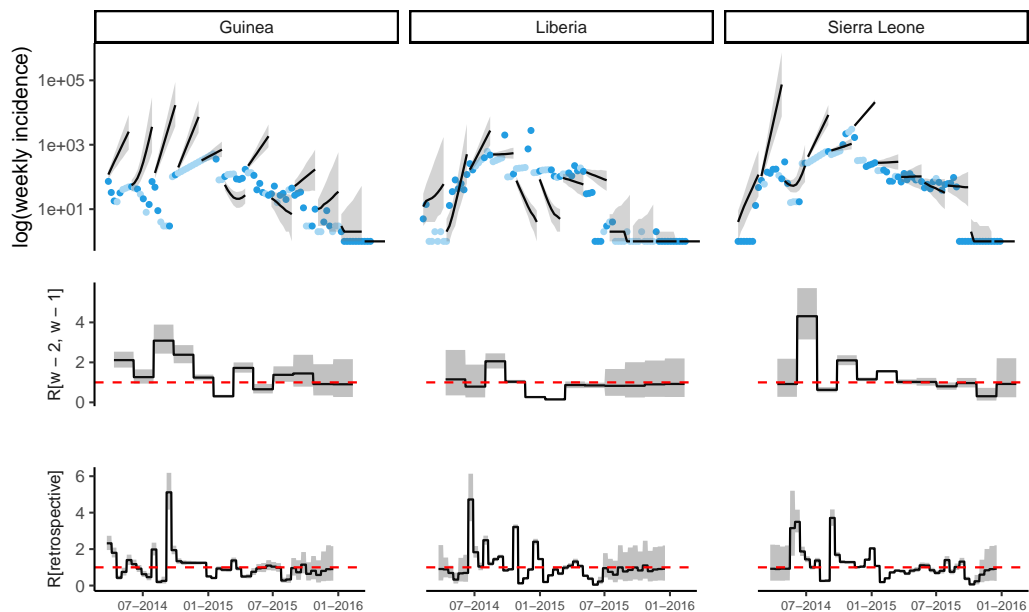 Guinea Liberia Sierra Leone
log(weekly incidence)
1e+05
1e+03
1e+01
R[w − 2, w − 1]
4
2
0
R[retrospective]
6
4
2
0
07−2014 01−2015 07−2015 01−2016 07−2014 01−2015 07−2015 01−2016 07−2014 01−2015 07−2015 01−2016